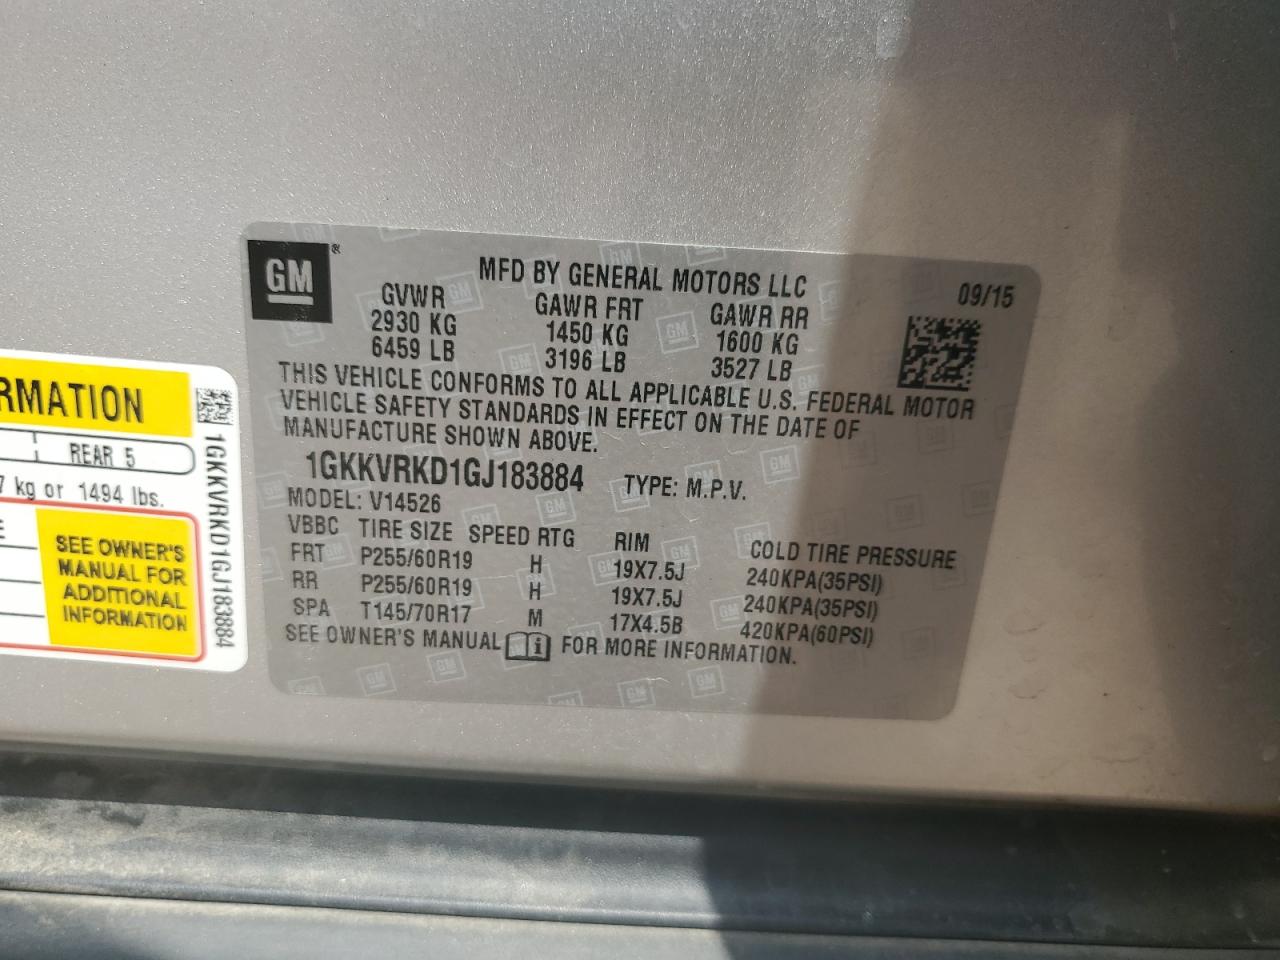 GM ®
MFD BY GENERAL MOTORS LLC
09/15
GVWR GAWR FRT GAWR RR
2930 KG 1450 KG 1600 KG
6459 LB 3196 LB 3527 LB
THIS VEHICLE CONFORMS TO ALL APPLICABLE U.S. FEDERAL MOTOR
VEHICLE SAFETY STANDARDS IN EFFECT ON THE DATE OF
MANUFACTURE SHOWN ABOVE.
1GKKVRKD1GJ183884 TYPE: M.P.V.
MODEL: V14526
VBBC TIRE SIZE SPEED RTG RIM COLD TIRE PRESSURE
FRT P255/60R19 H 19X7.5J 240KPA(35PSI)
RR P255/60R19 H 19X7.5J 240KPA(35PSI)
SPA T145/70R17 M 17X4.5B 420KPA(60PSI)
SEE OWNER'S MANUAL FOR MORE INFORMATION.
RMATION
REAR 5
7 kg or 1494 lbs.
E
SEE OWNER'S
MANUAL FOR
ADDITIONAL
INFORMATION
1GKKVRKD1GJ183884